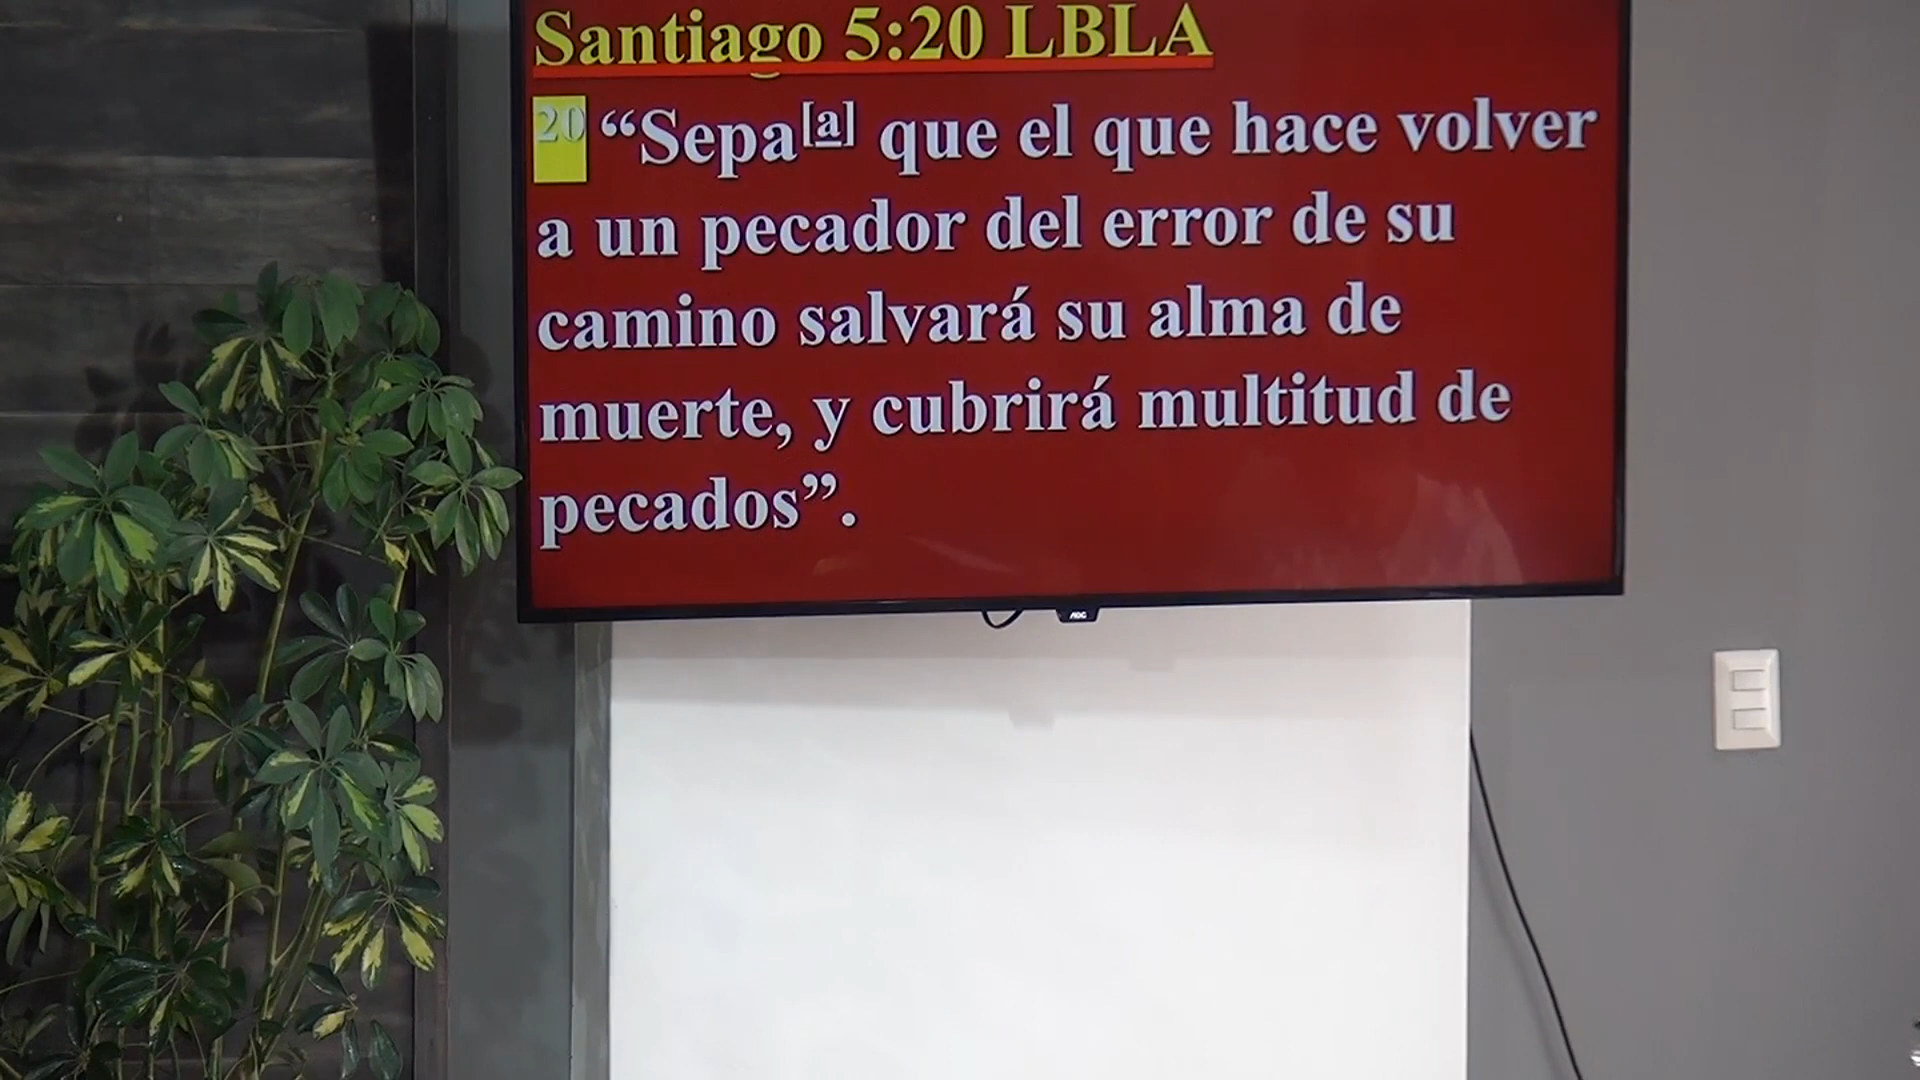 Santiago 5:20 LBLA
20 “Sepa[a] que el que hace volver
a un pecador del error de su
camino salvará su alma de
muerte, y cubrirá multitud de
pecados”.
AOC